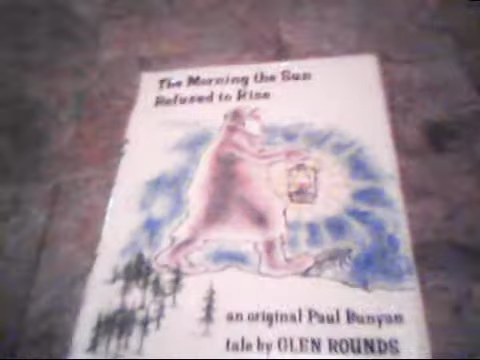 The Morning the Sun
Refused to Rise
an original Paul Bunyan
tale by GLEN ROUNDS